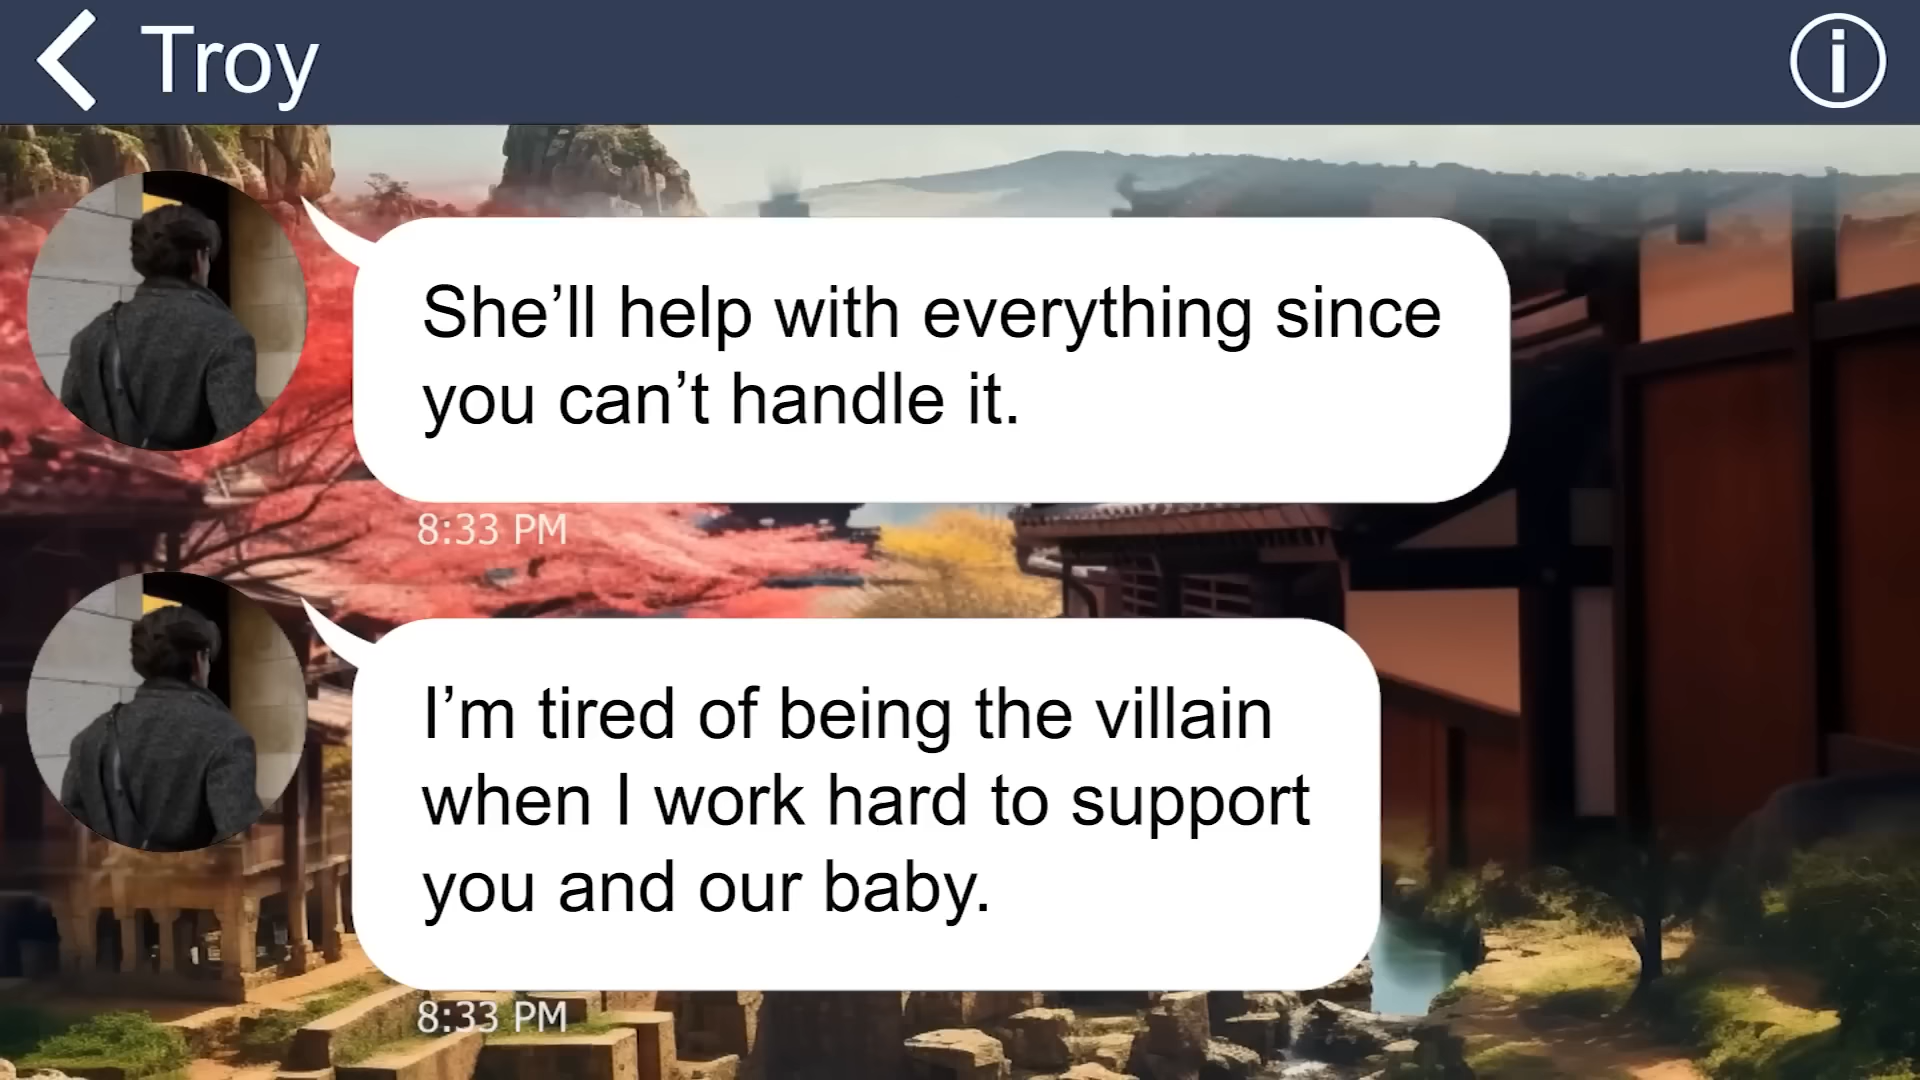 Troy
She’ll help with everything since
you can’t handle it.
8:33 PM
I’m tired of being the villain
when I work hard to support
you and our baby.
8:33 PM